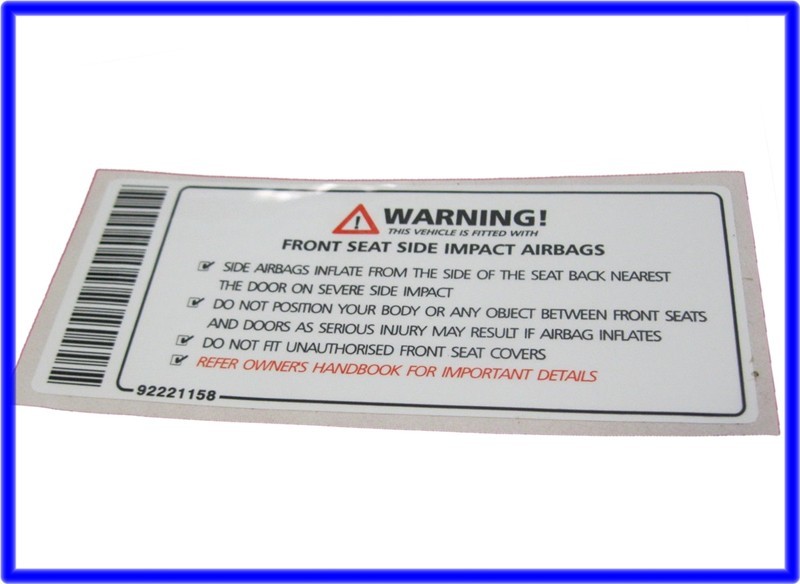 WARNING!
THIS VEHICLE IS FITTED WITH
FRONT SEAT SIDE IMPACT AIRBAGS
SIDE AIRBAGS INFLATE FROM THE SIDE OF THE SEAT BACK NEAREST
THE DOOR ON SEVERE SIDE IMPACT
DO NOT POSITION YOUR BODY OR ANY OBJECT BETWEEN FRONT SEATS
AND DOORS AS SERIOUS INJURY MAY RESULT IF AIRBAG INFLATES
DO NOT FIT UNAUTHORISED FRONT SEAT COVERS
REFER OWNERS HANDBOOK FOR IMPORTANT DETAILS
92221158